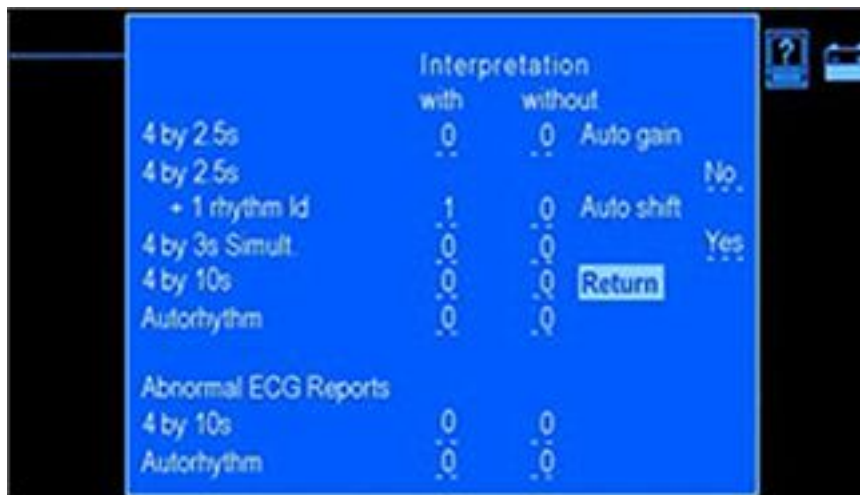 Interpretation
with without
4 by 2.5s 0 0 Auto gain
4 by 2.5s No
+ 1 rhythm ld 1 0 Auto shift
4 by 3s Simult. 0 0 Yes
4 by 10s 0 0 Return
Autorhythm 0 0
Abnormal ECG Reports
4 by 10s 0 0
Autorhythm 0 0
?